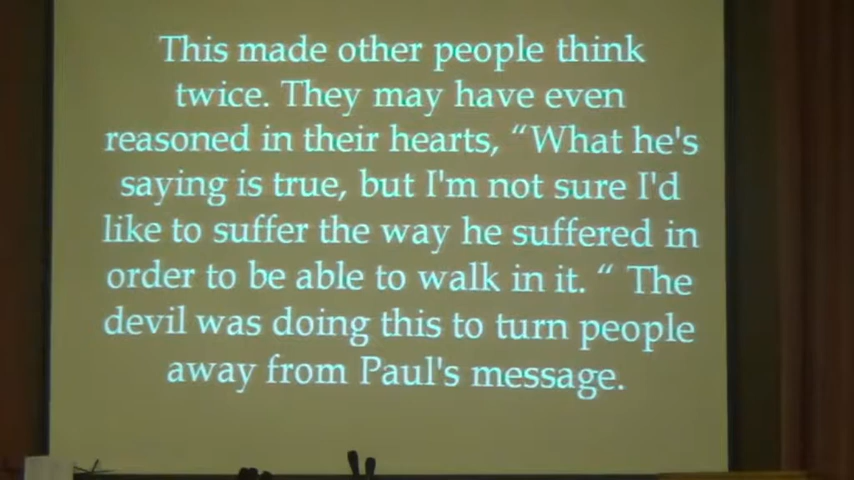 This made other people think
twice. They may have even
reasoned in their hearts, “What he's
saying is true, but I'm not sure I'd
like to suffer the way he suffered in
order to be able to walk in it. “ The
devil was doing this to turn people
away from Paul's message.